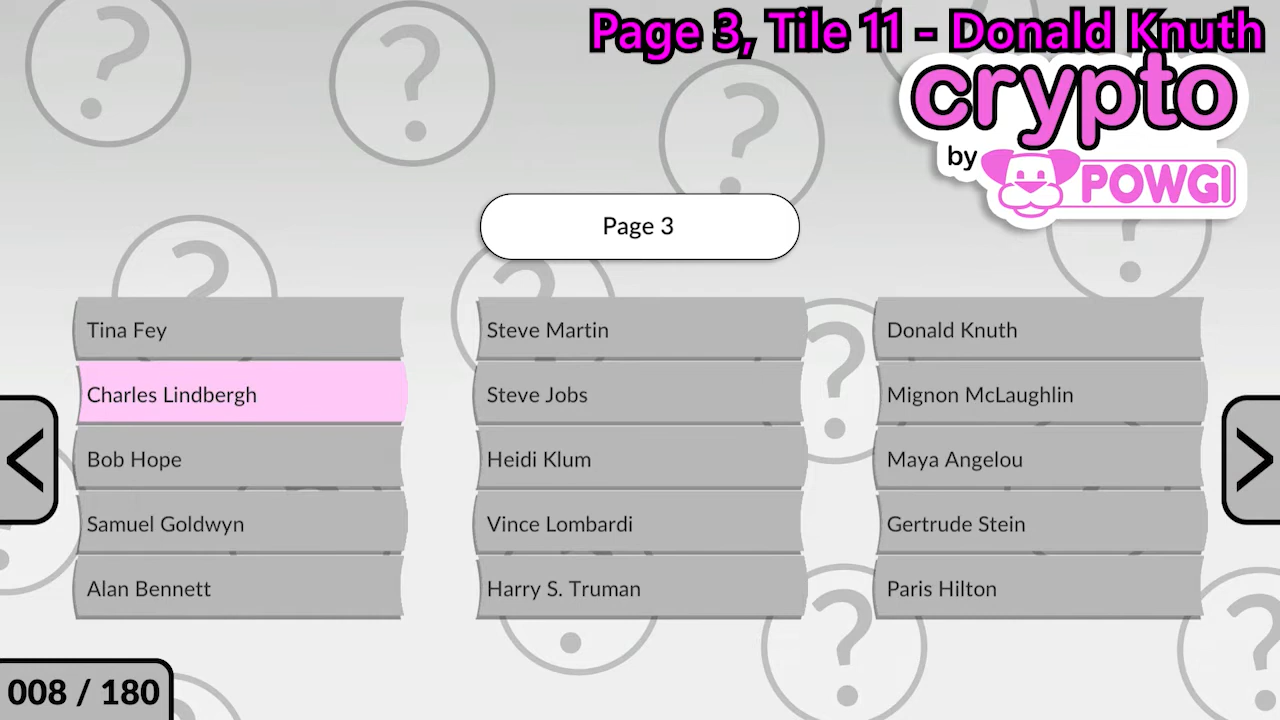 Page 3, Tile 11 - Donald Knuth
crypto
by POWGI
Page 3
Tina Fey
Charles Lindbergh
Bob Hope
Samuel Goldwyn
Alan Bennett
Steve Martin
Steve Jobs
Heidi Klum
Vince Lombardi
Harry S. Truman
Donald Knuth
Mignon McLaughlin
Maya Angelou
Gertrude Stein
Paris Hilton
008 / 180